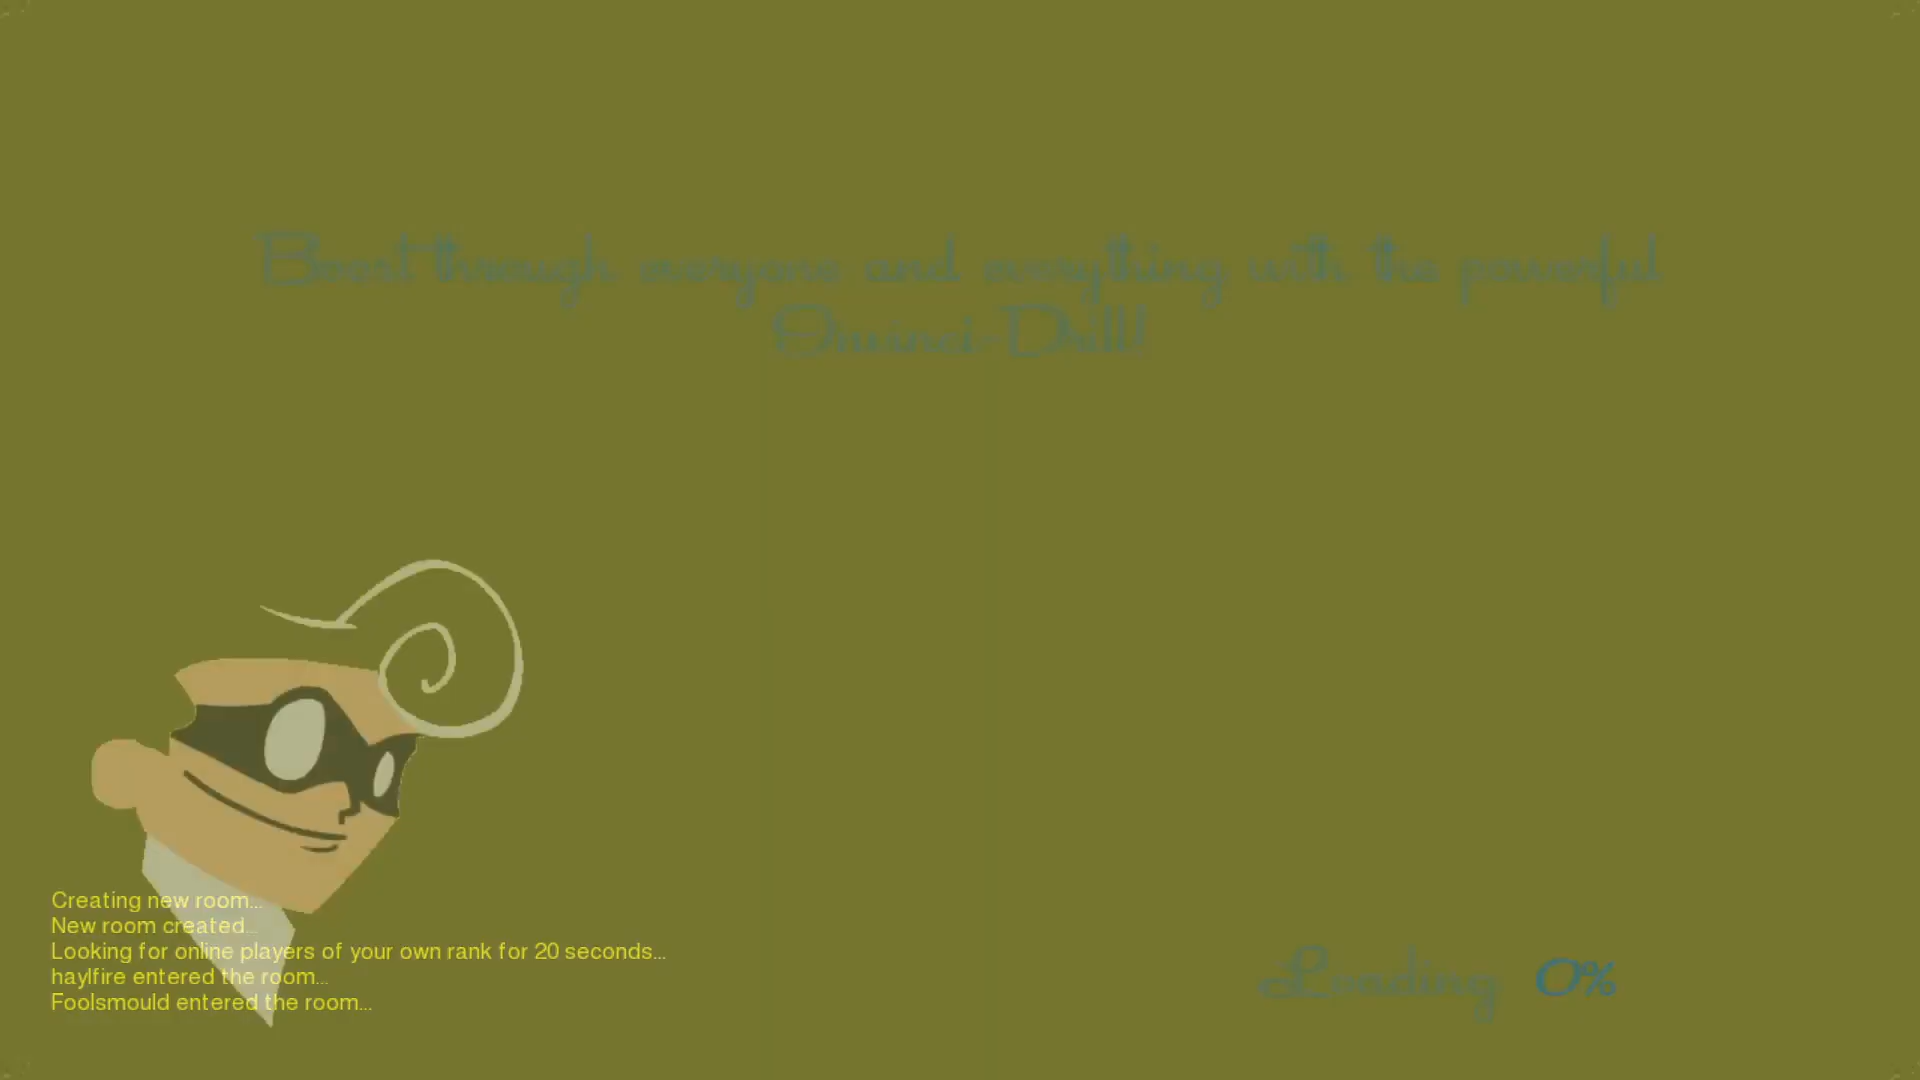 Boost through everyone and everything with the powerful
Owinci-Drill!
Creating new room...
New room created...
Looking for online players of your own rank for 20 seconds...
haylfire entered the room...
Foolsmould entered the room...
Loading 0%